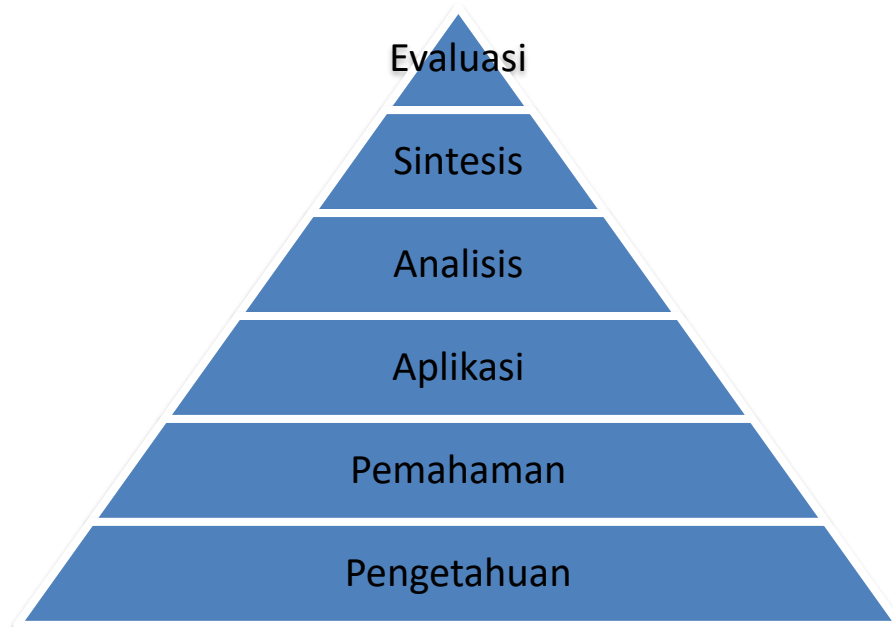 Evaluasi
Sintesis
Analisis
Aplikasi
Pemahaman
Pengetahuan